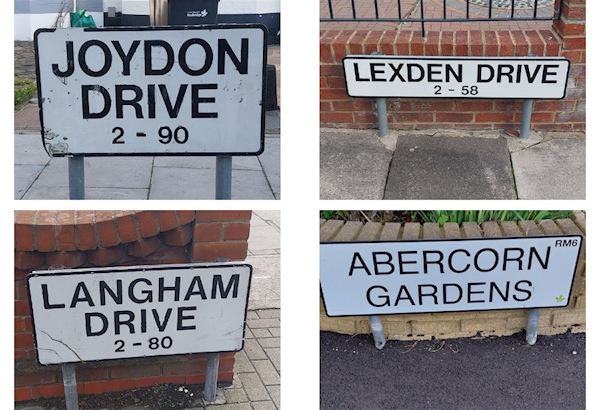 JOYDON
DRIVE
2 - 90
LEXDEN DRIVE
2 - 58
LANGHAM
DRIVE
2 - 80
ABERCORN RM6
GARDENS